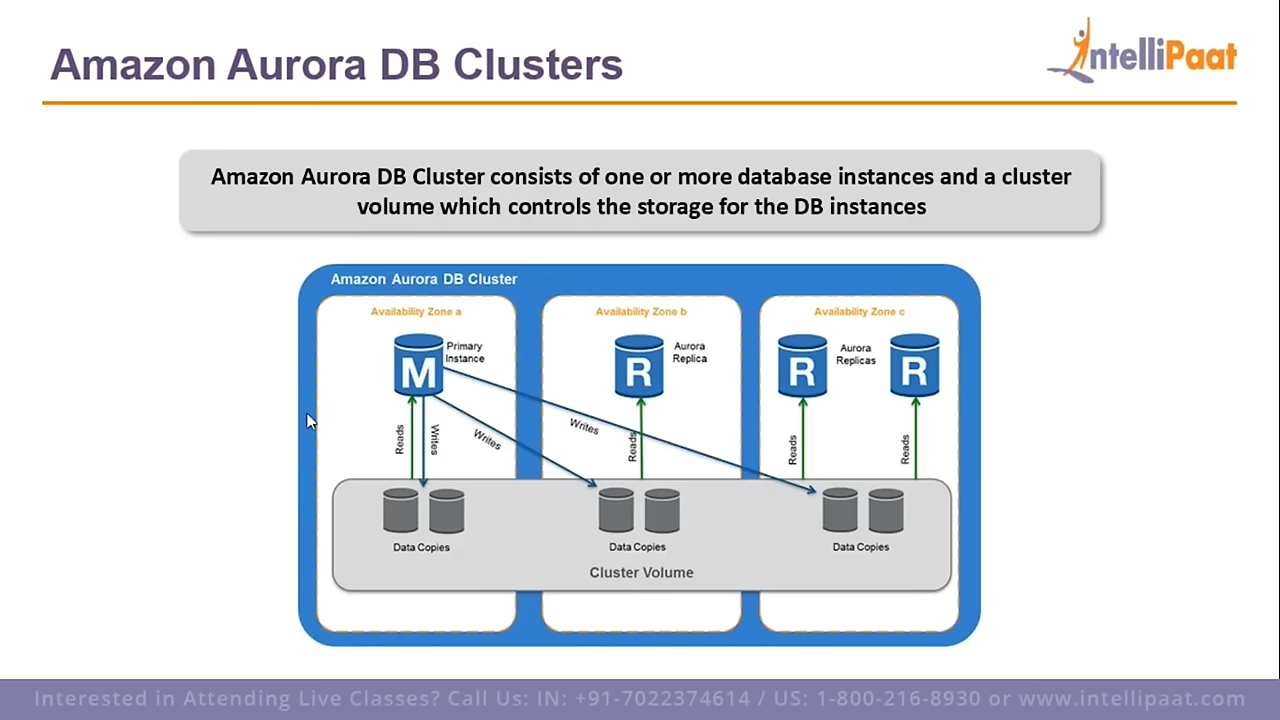 Amazon Aurora DB Clusters
IntelliPaat
Amazon Aurora DB Cluster consists of one or more database instances and a cluster
volume which controls the storage for the DB instances
Amazon Aurora DB Cluster
Availability Zone a
Availability Zone b
Availability Zone c
M
Primary
Instance
R
Aurora
Replica
R
Aurora
Replicas
R
Reads
Writes
Writes
Writes
Reads
Reads
Reads
Data Copies
Data Copies
Data Copies
Cluster Volume
Interested in Attending Live Classes? Call Us: IN: +91-7022374614 / US: 1-800-216-8930 or www.intellipaat.com